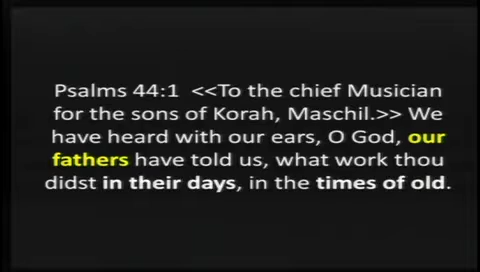 Psalms 44:1 <<To the chief Musician
for the sons of Korah, Maschil.>> We
have heard with our ears, O God, our
fathers have told us, what work thou
didst in their days, in the times of old.